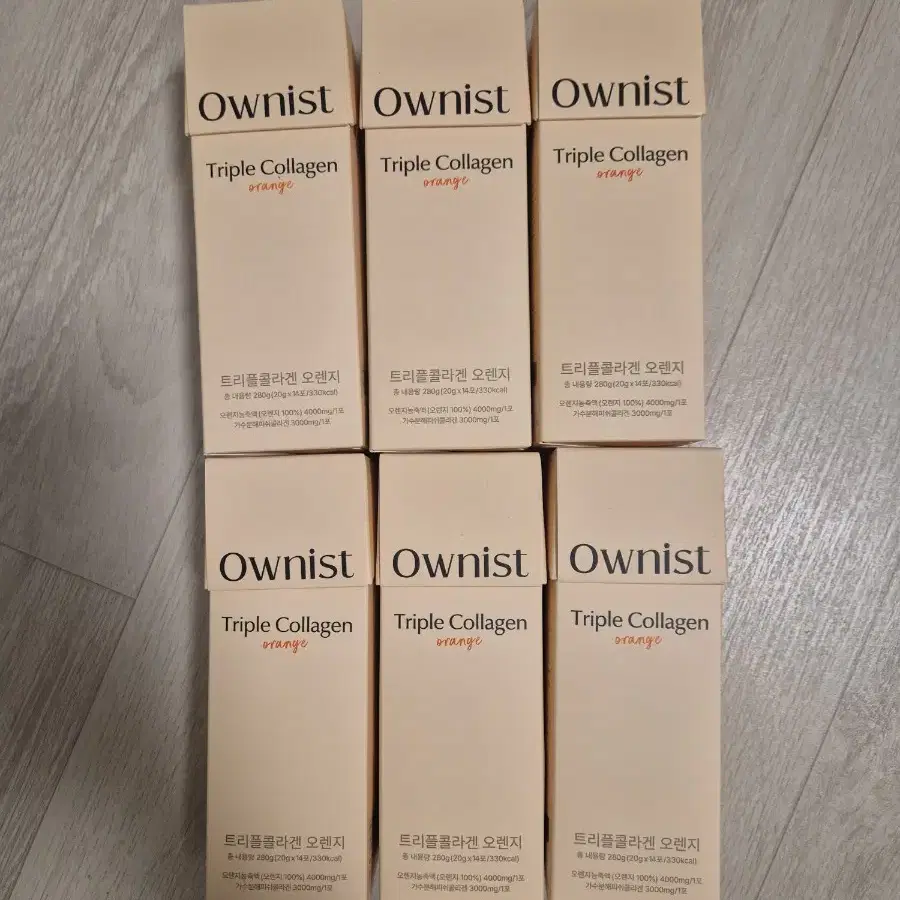 Ownist
Triple Collagen
orange
트리플콜라겐 오렌지
총 내용량 280g(20g x 14포/330kcal)
오렌지농축액(오렌지 100%) 4000mg/1포
가수분해피쉬콜라겐 3000mg/1포
Ownist
Triple Collagen
orange
트리플콜라겐 오렌지
총 내용량 280g(20g x 14포/330kcal)
오렌지농축액(오렌지 100%) 4000mg/1포
가수분해피쉬콜라겐 3000mg/1포
Ownist
Triple Collagen
orange
트리플콜라겐 오렌지
총 내용량 280g(20g x 14포/330kcal)
오렌지농축액(오렌지 100%) 4000mg/1포
가수분해피쉬콜라겐 3000mg/1포
Ownist
Triple Collagen
orange
트리플콜라겐 오렌지
총 내용량 280g(20g x 14포/330kcal)
오렌지농축액(오렌지 100%) 4000mg/1포
가수분해피쉬콜라겐 3000mg/1포
Ownist
Triple Collagen
orange
트리플콜라겐 오렌지
총 내용량 280g(20g x 14포/330kcal)
오렌지농축액(오렌지 100%) 4000mg/1포
가수분해피쉬콜라겐 3000mg/1포
Ownist
Triple Collagen
orange
트리플콜라겐 오렌지
총 내용량 280g(20g x 14포/330kcal)
오렌지농축액(오렌지 100%) 4000mg/1포
가수분해피쉬콜라겐 3000mg/1포